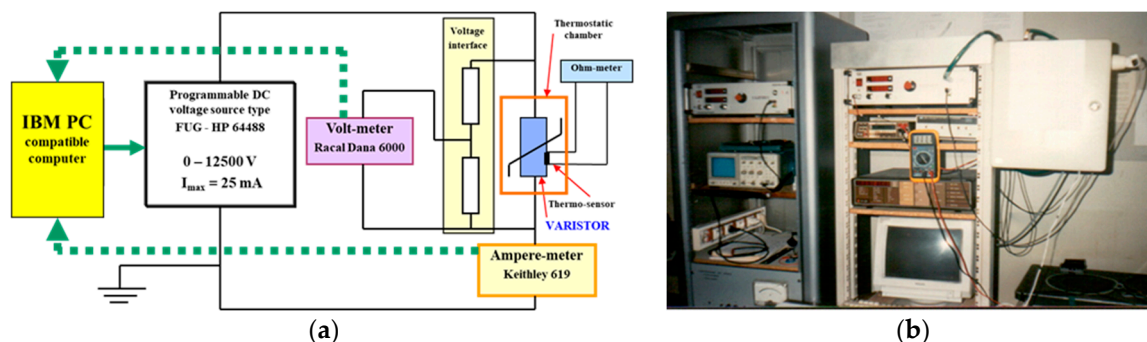 IBM PC
compatible
computer
Programmable DC
voltage source type
FUG - HP 64488
0 – 12500 V
Imax = 25 mA
Volt-meter
Racal Dana 6000
Voltage
interface
Thermostatic
chamber
Ohm-meter
Thermo-sensor
VARISTOR
Ampere-meter
Keithley 619
(a)
(b)